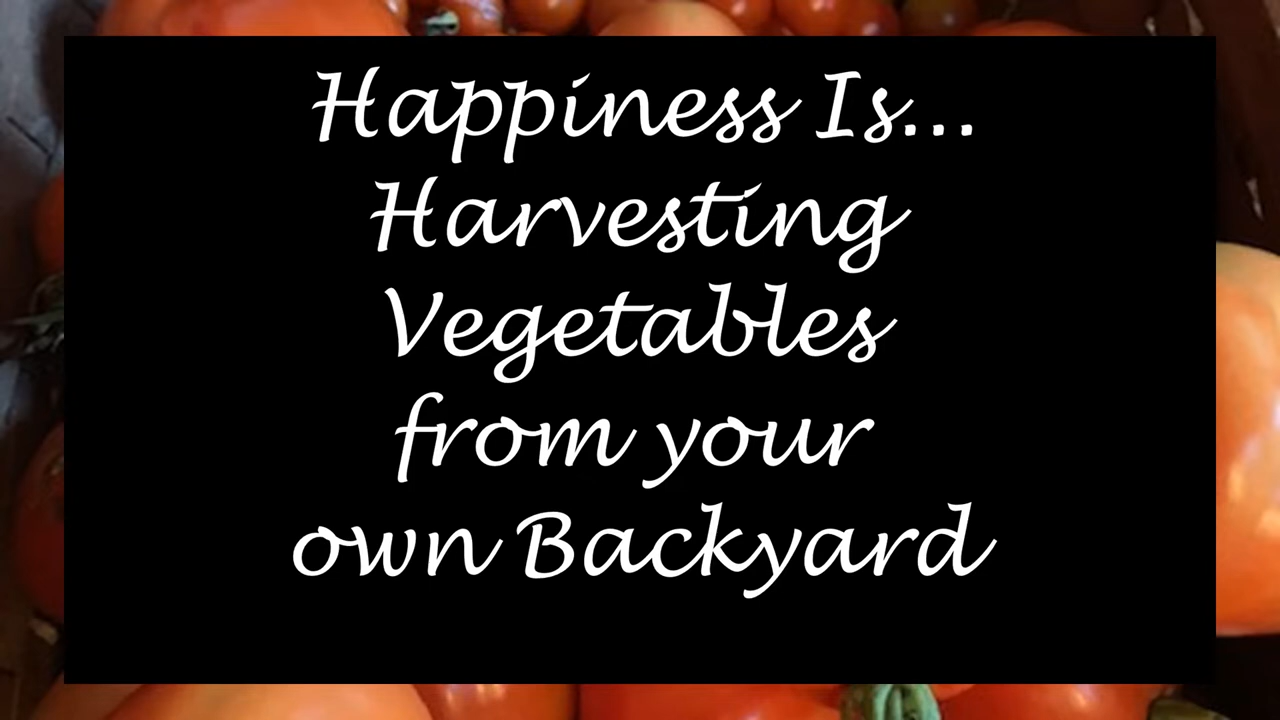 Happiness Is...
Harvesting
Vegetables
from your
own Backyard